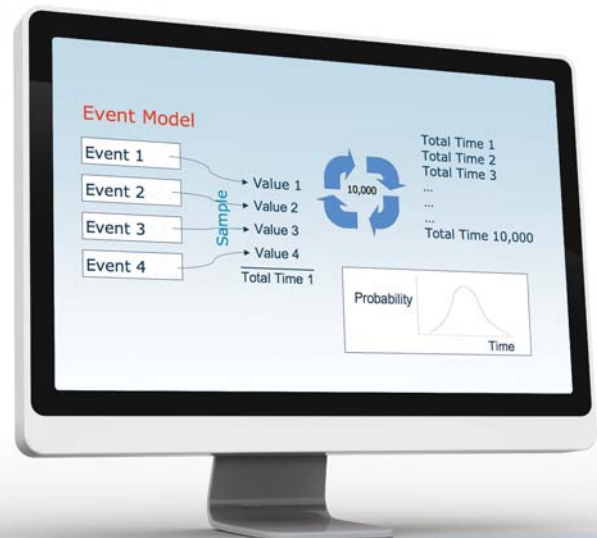 Event Model
Event 1
Event 2
Event 3
Event 4
Sample
Value 1
Value 2
Value 3
Value 4
Total Time 1
10,000
Total Time 1
Total Time 2
Total Time 3
...
...
...
Total Time 10,000
Probability
Time